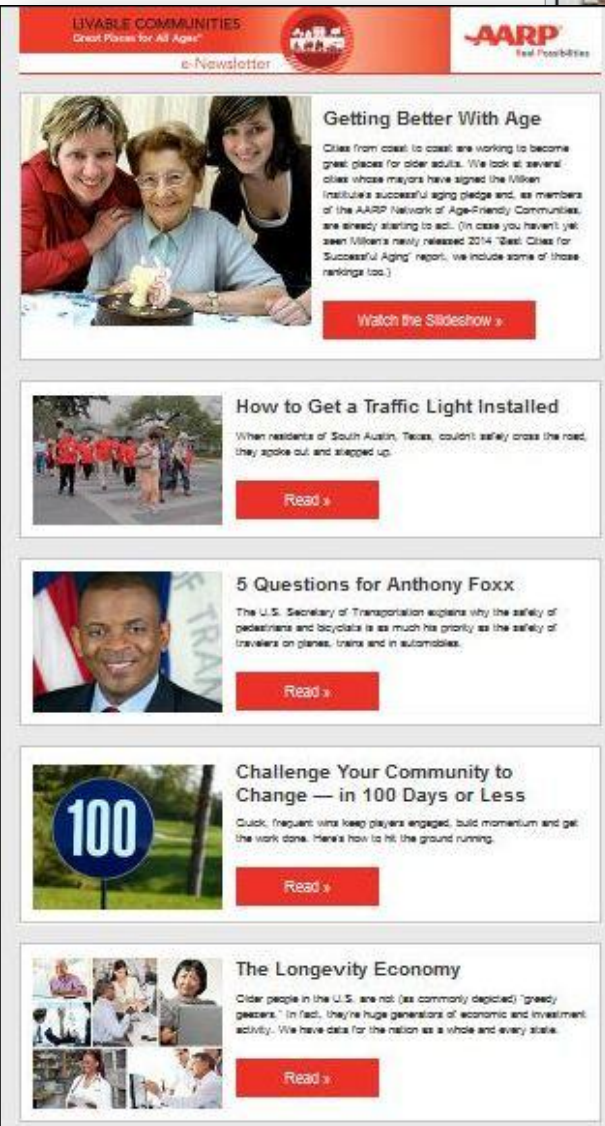 LIVABLE COMMUNITIES
Great Places for All Ages™
e-Newsletter
AARP
Real Possibilities
Getting Better With Age
Cities from coast to coast are working to become
great places for older adults. We look at several
cities whose mayors have signed the Milken
Institute's successful aging pledge and, as members
of the AARP Network of Age-Friendly Communities,
are already starting to act. (In case you haven't yet
seen Milken's newly released 2014 "Best Cities for
Successful Aging" report, we include some of those
rankings too.)
Watch the Slideshow »
How to Get a Traffic Light Installed
When residents of South Austin, Texas, couldn't safely cross the road,
they spoke out and stepped up.
Read »
OF TRAN
5 Questions for Anthony Foxx
The U.S. Secretary of Transportation explains why the safety of
pedestrians and bicyclists is as much his priority as the safety of
travelers on planes, trains and in automobiles.
Read »
100
Challenge Your Community to
Change — in 100 Days or Less
Quick, frequent wins keep players engaged, build momentum and get
the work done. Here's how to hit the ground running.
Read »
The Longevity Economy
Older people in the U.S. are not (as commonly depicted) "greedy
geezers." In fact, they're huge generators of economic and investment
activity. We have data for the nation as a whole and every state.
Read »